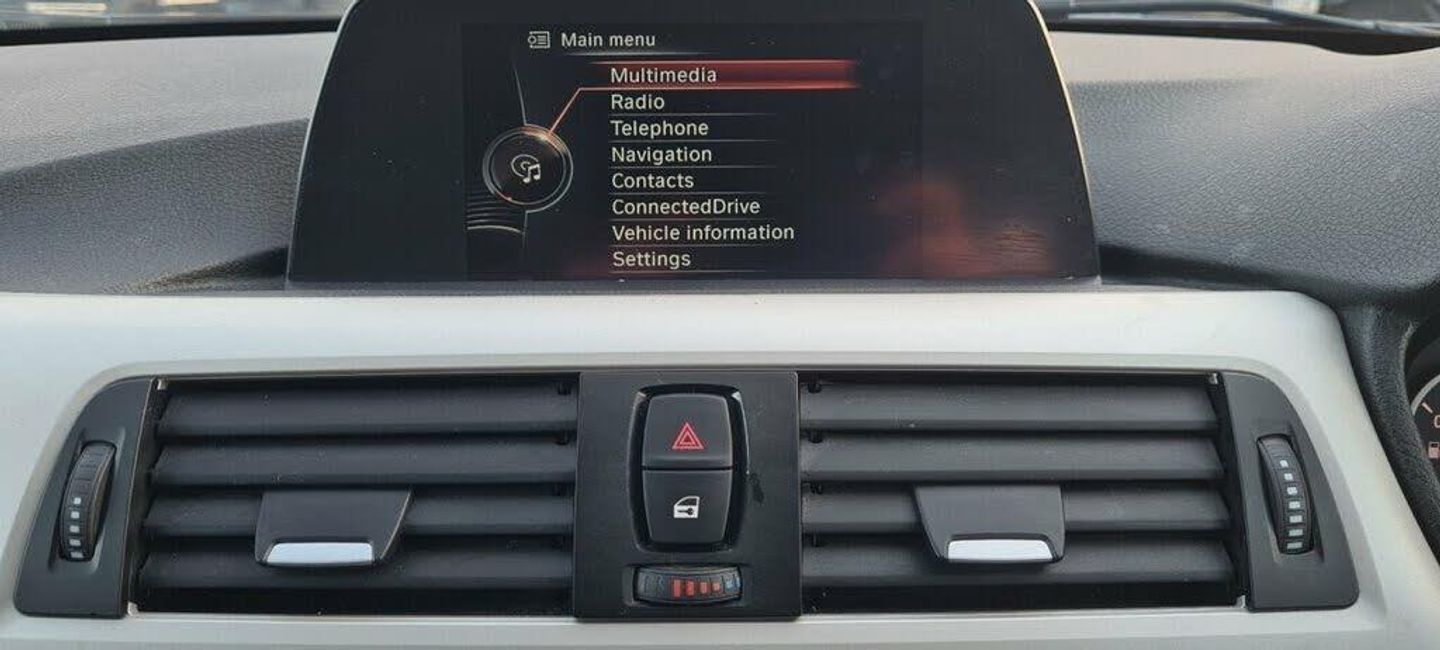 Main menu
Multimedia
Radio
Telephone
Navigation
Contacts
ConnectedDrive
Vehicle information
Settings